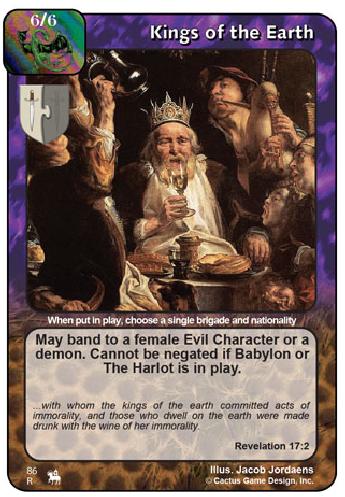 6/6
Kings of the Earth
When put in play, choose a single brigade and nationality
May band to a female Evil Character or a
demon. Cannot be negated if Babylon or
The Harlot is in play.
...with whom the kings of the earth committed acts of
immorality, and those who dwell on the earth were made
drunk with the wine of her immorality.
Revelation 17:2
86
R
Illus. Jacob Jordaens
© Cactus Game Design, Inc.